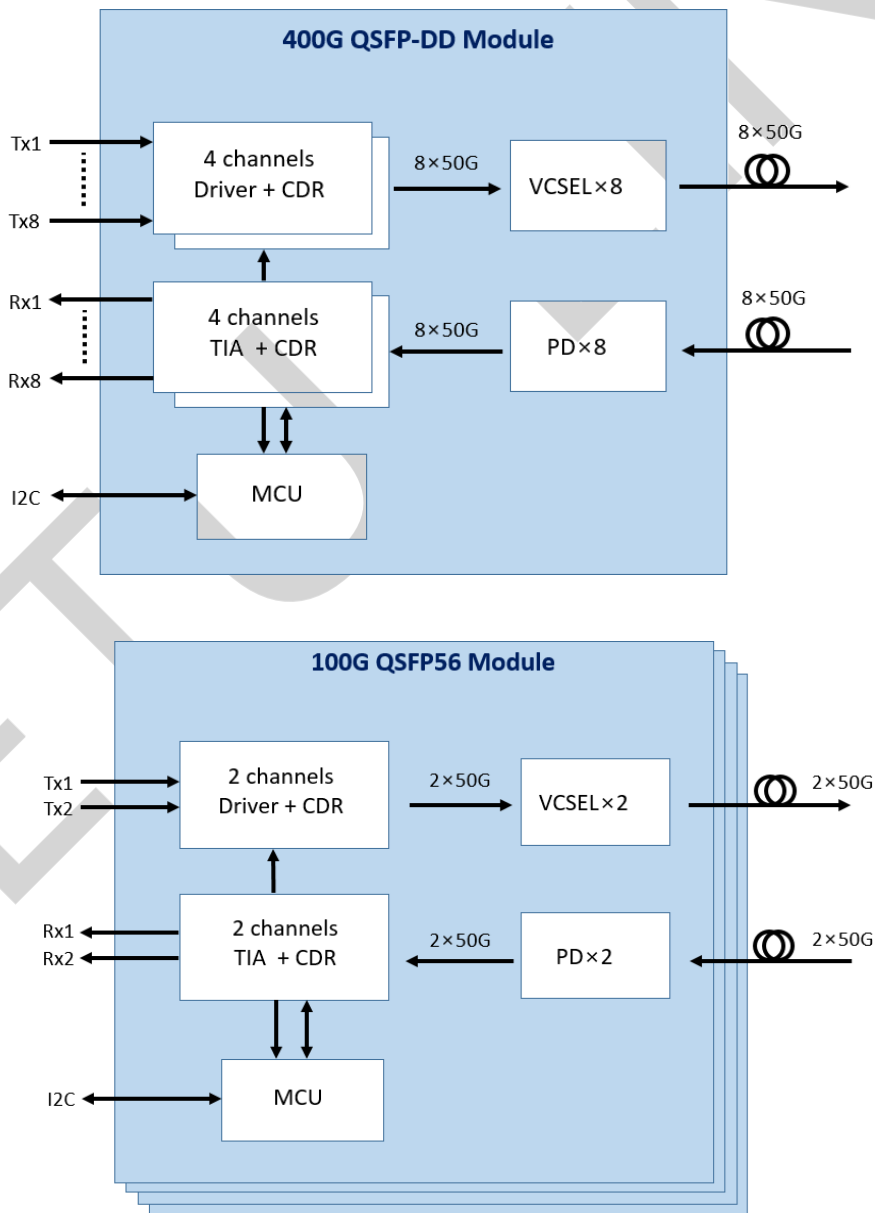 400G QSFP-DD Module
Tx1
Tx8
4 channels
Driver + CDR
8×50G
VCSEL×8
8×50G
Rx1
Rx8
4 channels
TIA + CDR
8×50G
PD×8
8×50G
I2C
MCU
100G QSFP56 Module
Tx1
Tx2
2 channels
Driver + CDR
2×50G
VCSEL×2
2×50G
Rx1
Rx2
2 channels
TIA + CDR
2×50G
PD×2
2×50G
I2C
MCU